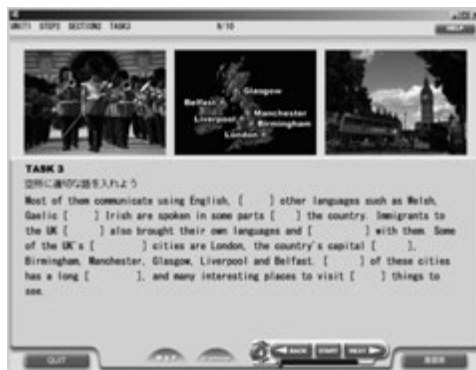 UNIT1 STEP5 SECTION2 TASK3 9/10
HELP
Glasgow
Belfast
Manchester
Liverpool
Birmingham
London
TASK 3
空所に適切な語を入れよう
Most of them communicate using English, [ ] other languages such as Welsh,
Gaelic [ ] Irish are spoken in some parts [ ] the country. Immigrants to
the UK [ ] also brought their own languages and [ ] with them. Some
of the UK's [ ] cities are London, the country's capital [ ],
Birmingham, Manchester, Glasgow, Liverpool and Belfast. [ ] of these cities
has a long [ ], and many interesting places to visit [ ] things to
see.
QUIT
BACK START NEXT